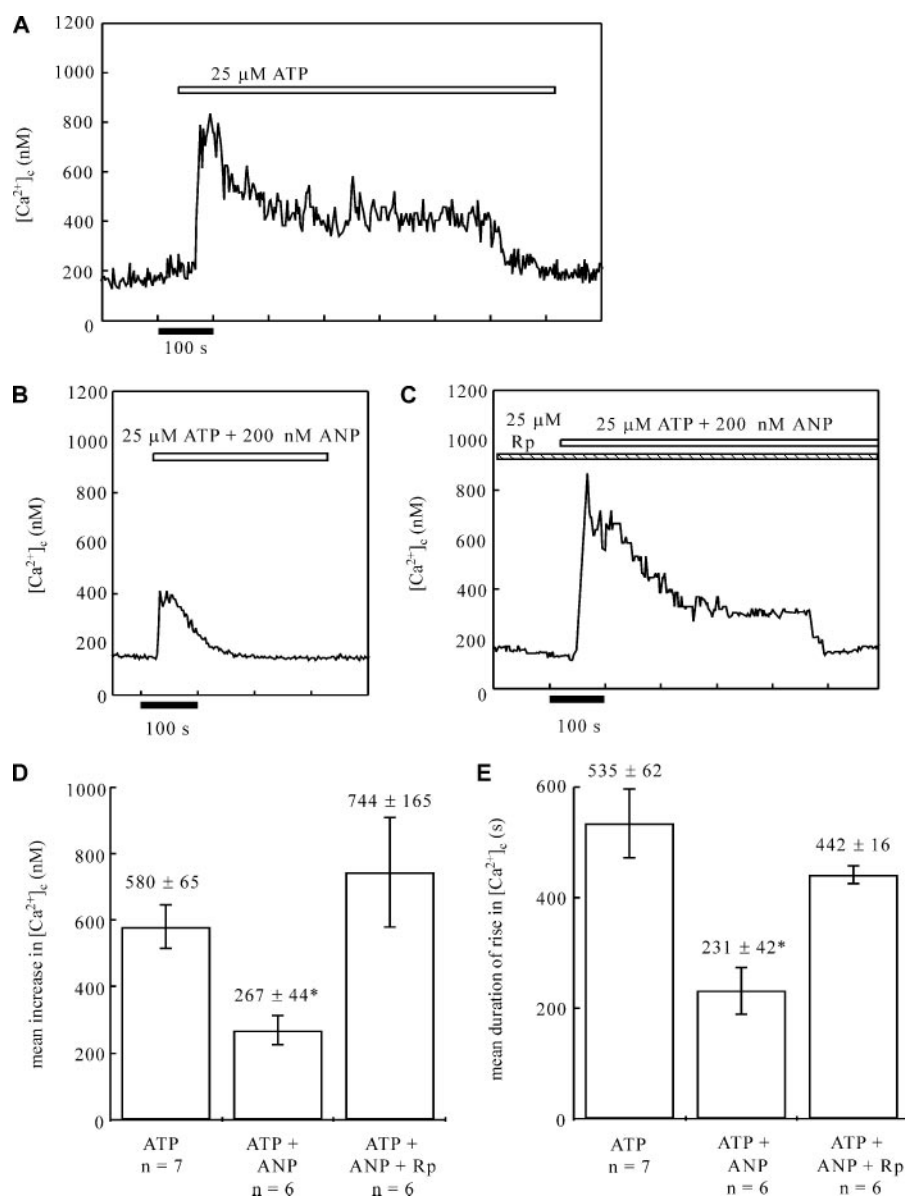 A
1200
1000
800
600
400
200
0
[Ca²⁺]c (nM)
25 µM ATP
100 s
B
1200
1000
800
600
400
200
0
[Ca²⁺]c (nM)
25 µM ATP + 200 nM ANP
100 s
C
1200
1000
800
600
400
200
0
[Ca²⁺]c (nM)
25 µM
Rp
25 µM ATP + 200 nM ANP
100 s
D
1000
800
600
400
200
0
mean increase in [Ca²⁺]c (nM)
580 ± 65
267 ± 44*
744 ± 165
ATP
n = 7
ATP +
ANP
n = 6
ATP +
ANP + Rp
n = 6
E
600
400
200
0
mean duration of rise in [Ca²⁺]c (s)
535 ± 62
231 ± 42*
442 ± 16
ATP
n = 7
ATP +
ANP
n = 6
ATP +
ANP + Rp
n = 6